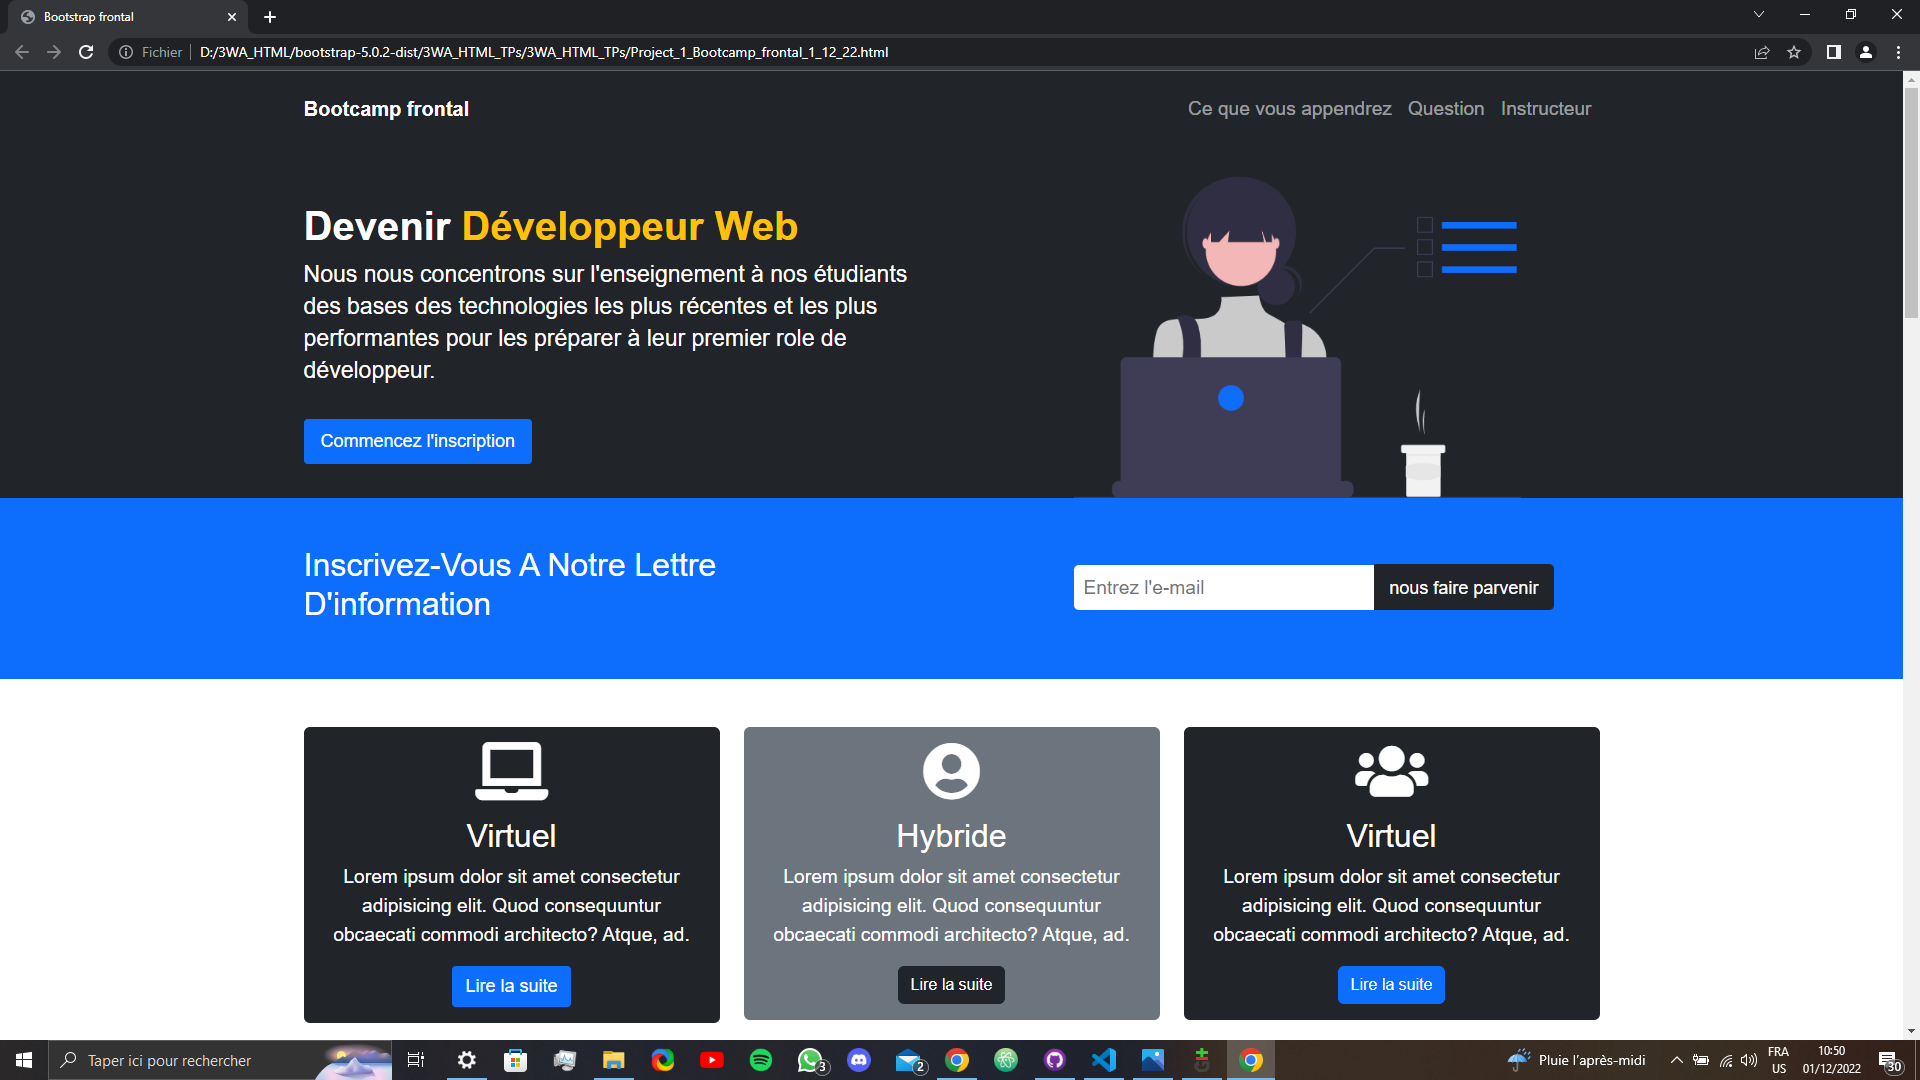 Bootstrap frontal
Fichier
D:/3WA_HTML/bootstrap-5.0.2-dist/3WA_HTML_TPs/3WA_HTML_TPs/Project_1_Bootcamp_frontal_1_12_22.html
Bootcamp frontal
Ce que vous appendrez Question Instructeur
Devenir Développeur Web
Nous nous concentrons sur l'enseignement à nos étudiants
des bases des technologies les plus récentes et les plus
performantes pour les préparer à leur premier role de
développeur.
Commencez l'inscription
Inscrivez-Vous A Notre Lettre
D'information
Entrez l'e-mail
nous faire parvenir
Virtuel
Lorem ipsum dolor sit amet consectetur
adipisicing elit. Quod consequuntur
obcaecati commodi architecto? Atque, ad.
Lire la suite
Hybride
Lorem ipsum dolor sit amet consectetur
adipisicing elit. Quod consequuntur
obcaecati commodi architecto? Atque, ad.
Lire la suite
Virtuel
Lorem ipsum dolor sit amet consectetur
adipisicing elit. Quod consequuntur
obcaecati commodi architecto? Atque, ad.
Lire la suite
Taper ici pour rechercher
3
2
Pluie l'après-midi
FRA
US
10:50
01/12/2022
30